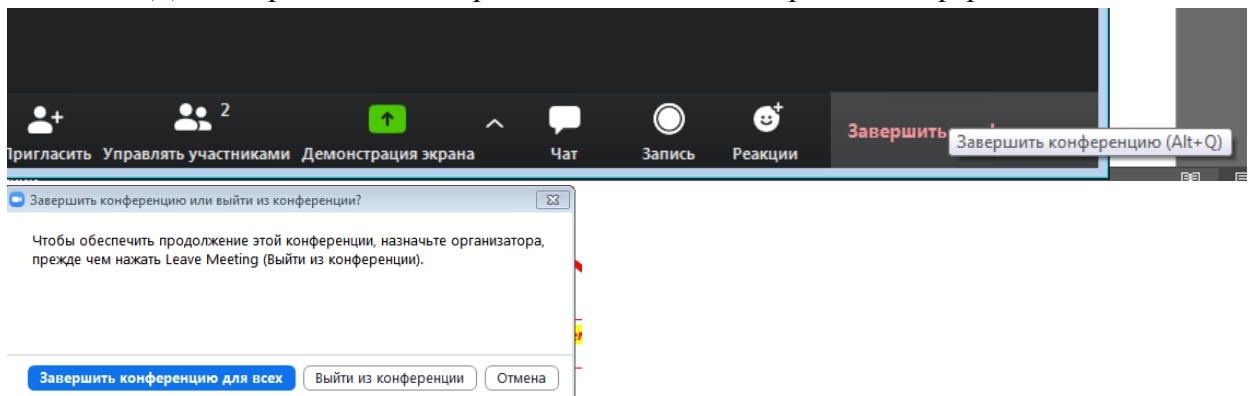 2
Пригласить Управлять участниками Демонстрация экрана Чат Запись Реакции Завершить
Завершить конференцию (Alt+Q)
Завершить конференцию или выйти из конференции?
Чтобы обеспечить продолжение этой конференции, назначьте организатора,
прежде чем нажать Leave Meeting (Выйти из конференции).
Завершить конференцию для всех Выйти из конференции Отмена